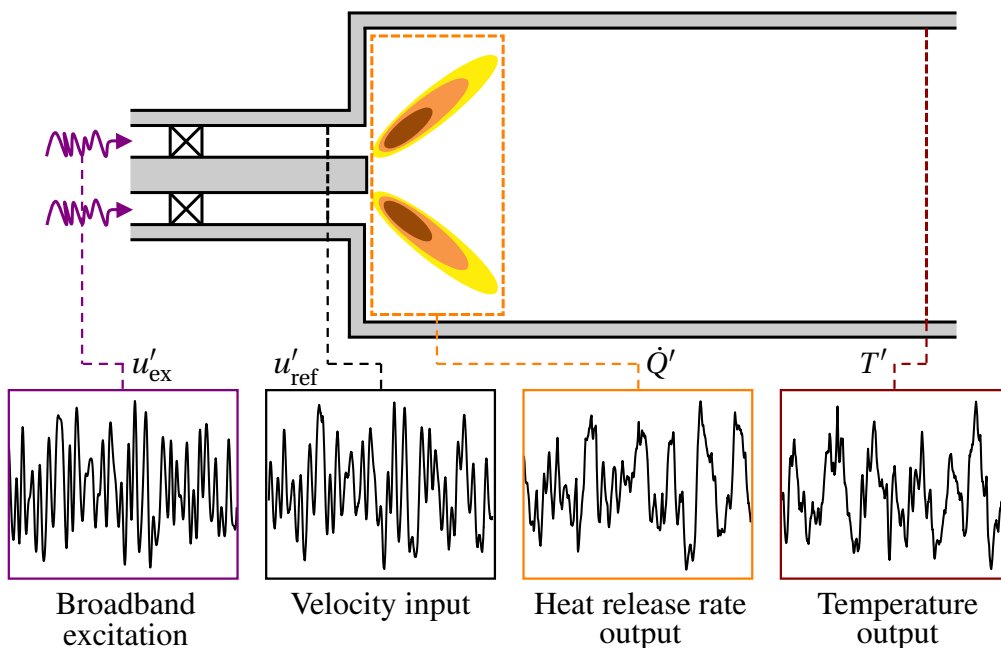 u′ex
u′ref
Q̇′
T′
Broadband
excitation
Velocity input
Heat release rate
output
Temperature
output